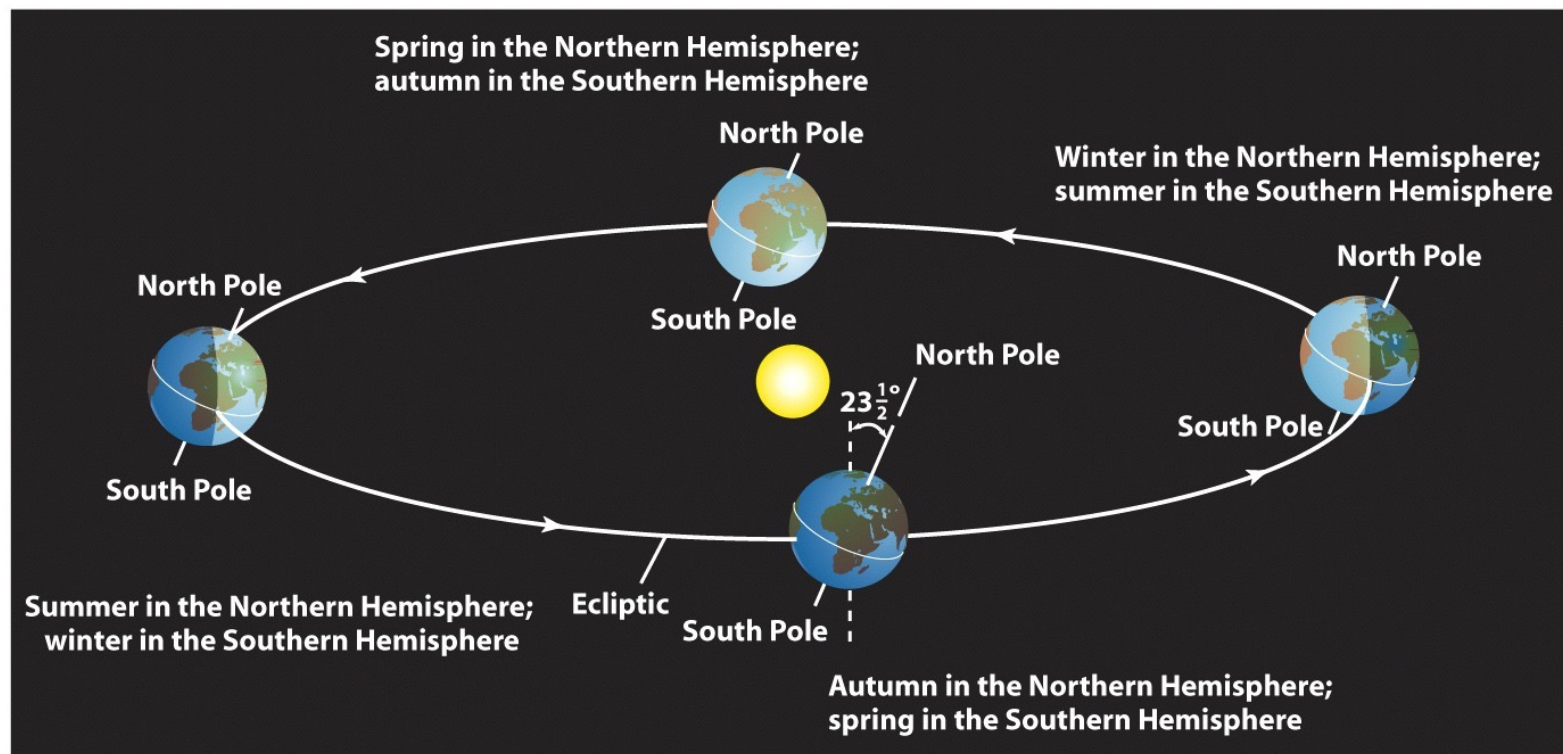 Spring in the Northern Hemisphere;
autumn in the Southern Hemisphere
North Pole
Winter in the Northern Hemisphere;
summer in the Southern Hemisphere
North Pole
North Pole
South Pole
North Pole
23 1/2°
South Pole
South Pole
Summer in the Northern Hemisphere;
winter in the Southern Hemisphere
Ecliptic
South Pole
Autumn in the Northern Hemisphere;
spring in the Southern Hemisphere